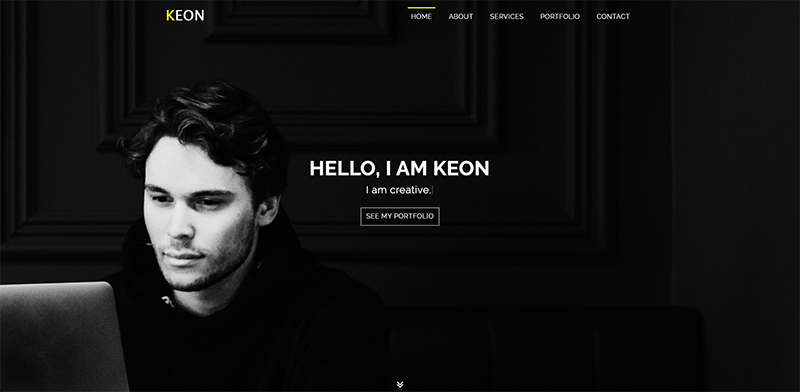 KEON
HOME ABOUT SERVICES PORTFOLIO CONTACT
HELLO, I AM KEON
I am creative.
SEE MY PORTFOLIO